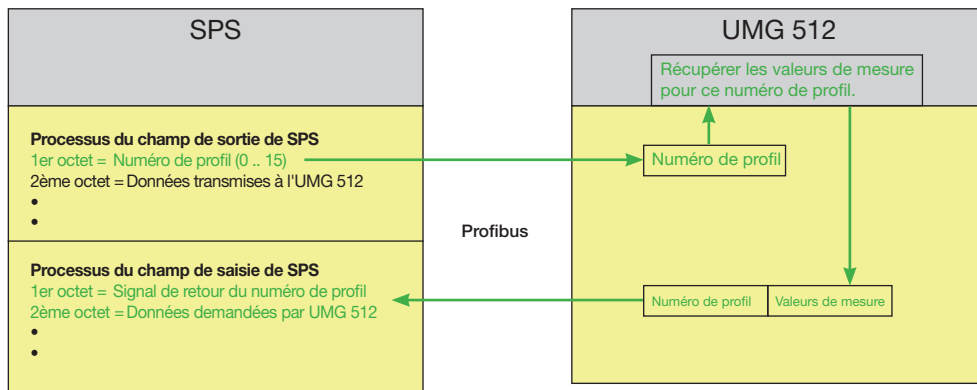 SPS
Processus du champ de sortie de SPS
1er octet = Numéro de profil (0 .. 15)
2ème octet = Données transmises à l'UMG 512
•
•
Processus du champ de saisie de SPS
1er octet = Signal de retour du numéro de profil
2ème octet = Données demandées par UMG 512
•
•
Profibus
UMG 512
Récupérer les valeurs de mesure
pour ce numéro de profil.
Numéro de profil
Numéro de profil
Valeurs de mesure